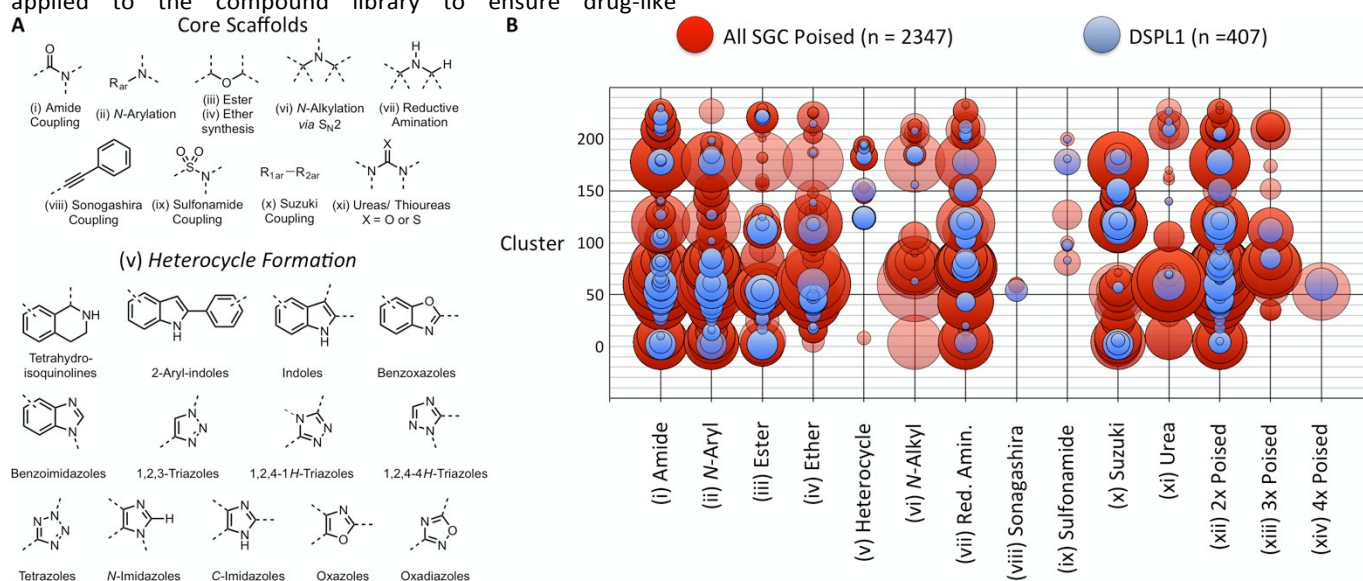 applied to the compound library to ensure drug-like
A
Core Scaffolds
O
N
(i) Amide
Coupling
Rar N
(ii) N-Arylation
O
(iii) Ester
(iv) Ether
synthesis
N
(vi) N-Alkylation
via SN2
H
N H
(vii) Reductive
Amination
(viii) Sonogashira
Coupling
O O
S N
(ix) Sulfonamide
Coupling
R1ar–R2ar
(x) Suzuki
Coupling
X
N N
(xi) Ureas/ Thioureas
X = O or S
(v) Heterocycle Formation
NH
Tetrahydro-
isoquinolines
N
H
2-Aryl-indoles
N
H
Indoles
O
N
Benzoxazoles
N
N
Benzoimidazoles
N
N
N
1,2,3-Triazoles
N
N
N
1,2,4-1H-Triazoles
N
N
N
1,2,4-4H-Triazoles
N
N
N
N
Tetrazoles
N
H
N
N-Imidazoles
N
N
H
C-Imidazoles
N
O
Oxazoles
N
O
N
Oxadiazoles
B
All SGC Poised (n = 2347)
DSPL1 (n =407)
Cluster
200
150
100
50
0
(i) Amide
(ii) N-Aryl
(iii) Ester
(iv) Ether
(v) Heterocycle
(vi) N-Alkyl
(vii) Red. Amin.
(viii) Sonagashira
(ix) Sulfonamide
(x) Suzuki
(xi) Urea
(xii) 2x Poised
(xiii) 3x Poised
(xiv) 4x Poised